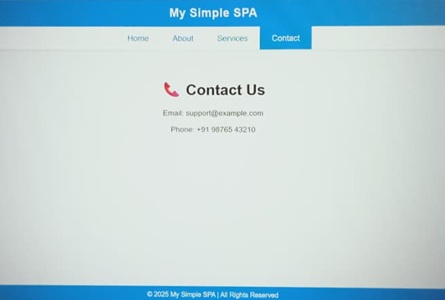 My Simple SPA
Home About Services Contact
📞 Contact Us
Email: support@example.com
Phone: +91 98765 43210
© 2025 My Simple SPA | All Rights Reserved